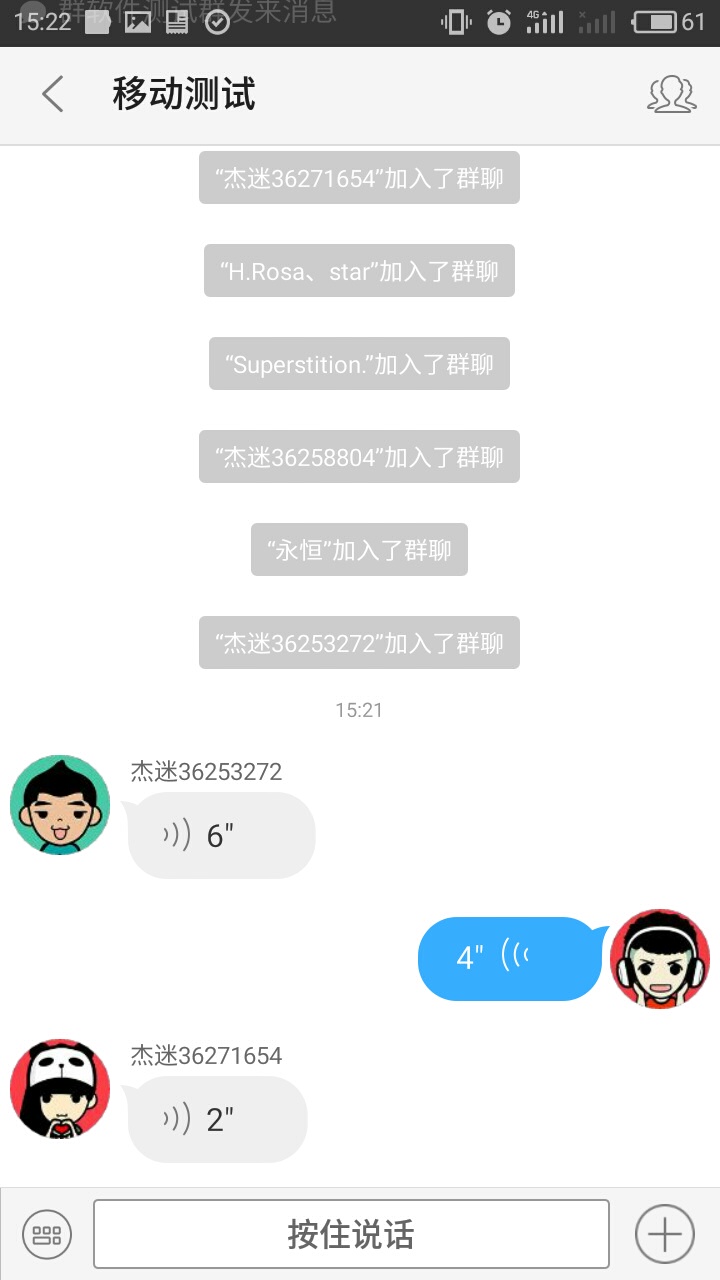 15:22
群软件测试群发来消息
4G
61
移动测试
“杰迷36271654”加入了群聊
“H.Rosa、star”加入了群聊
“Superstition.”加入了群聊
“杰迷36258804”加入了群聊
“永恒”加入了群聊
“杰迷36253272”加入了群聊
15:21
杰迷36253272
6"
4"
杰迷36271654
2"
按住说话